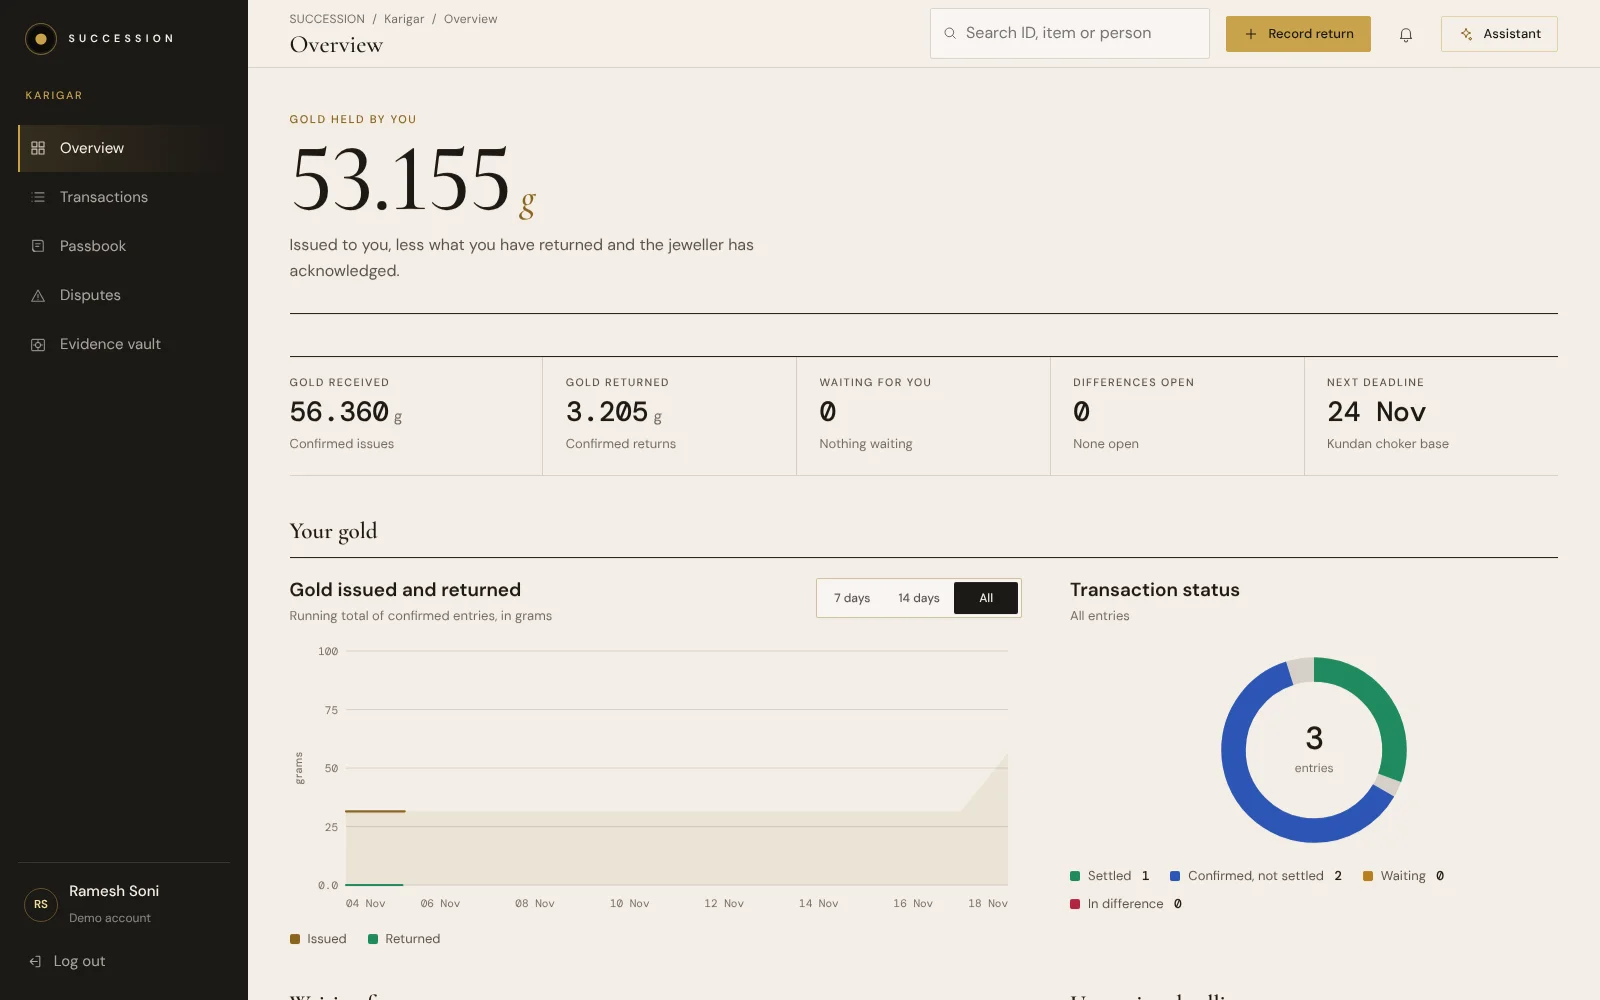 SUCCESSION
KARIGAR
Overview
Transactions
Passbook
Disputes
Evidence vault
RS
Ramesh Soni
Demo account
Log out
SUCCESSION / Karigar / Overview
Overview
Search ID, item or person
Record return
Assistant
GOLD HELD BY YOU
53.155 g
Issued to you, less what you have returned and the jeweller has
acknowledged.
GOLD RECEIVED
56.360 g
Confirmed issues
GOLD RETURNED
3.205 g
Confirmed returns
WAITING FOR YOU
0
Nothing waiting
DIFFERENCES OPEN
0
None open
NEXT DEADLINE
24 Nov
Kundan choker base
Your gold
Gold issued and returned
Running total of confirmed entries, in grams
7 days 14 days All
100
75
50
25
0.0
grams
04 Nov 06 Nov 08 Nov 10 Nov 12 Nov 14 Nov 16 Nov 18 Nov
Issued Returned
Transaction status
All entries
3
entries
Settled 1 Confirmed, not settled 2 Waiting 0
In difference 0